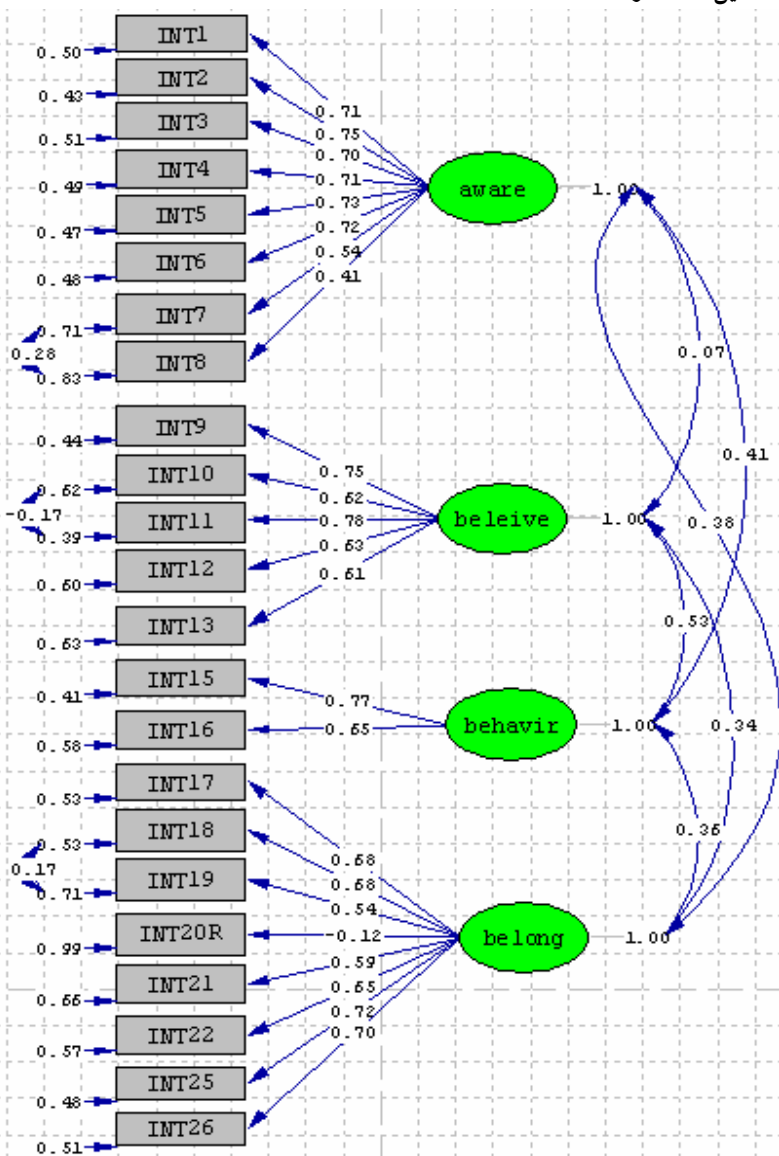 INT1
0.50
INT2
0.43
INT3
0.51
INT4
0.49
INT5
0.47
INT6
0.48
INT7
0.71
0.28
INT8
0.83
0.71
0.75
0.70
0.71
0.73
0.72
0.54
0.41
aware
1.00
INT9
0.44
INT10
0.62
-0.17
INT11
0.39
INT12
0.60
INT13
0.63
0.75
0.62
0.78
0.63
0.61
beleive
1.00
INT15
0.41
INT16
0.58
0.77
0.65
behavir
1.00
INT17
0.53
INT18
0.53
0.17
INT19
0.71
INT20R
0.99
INT21
0.66
INT22
0.57
INT25
0.48
INT26
0.51
0.68
0.68
0.54
-0.12
0.59
0.65
0.72
0.70
belong
1.00
0.07
0.41
0.38
0.53
0.34
0.36